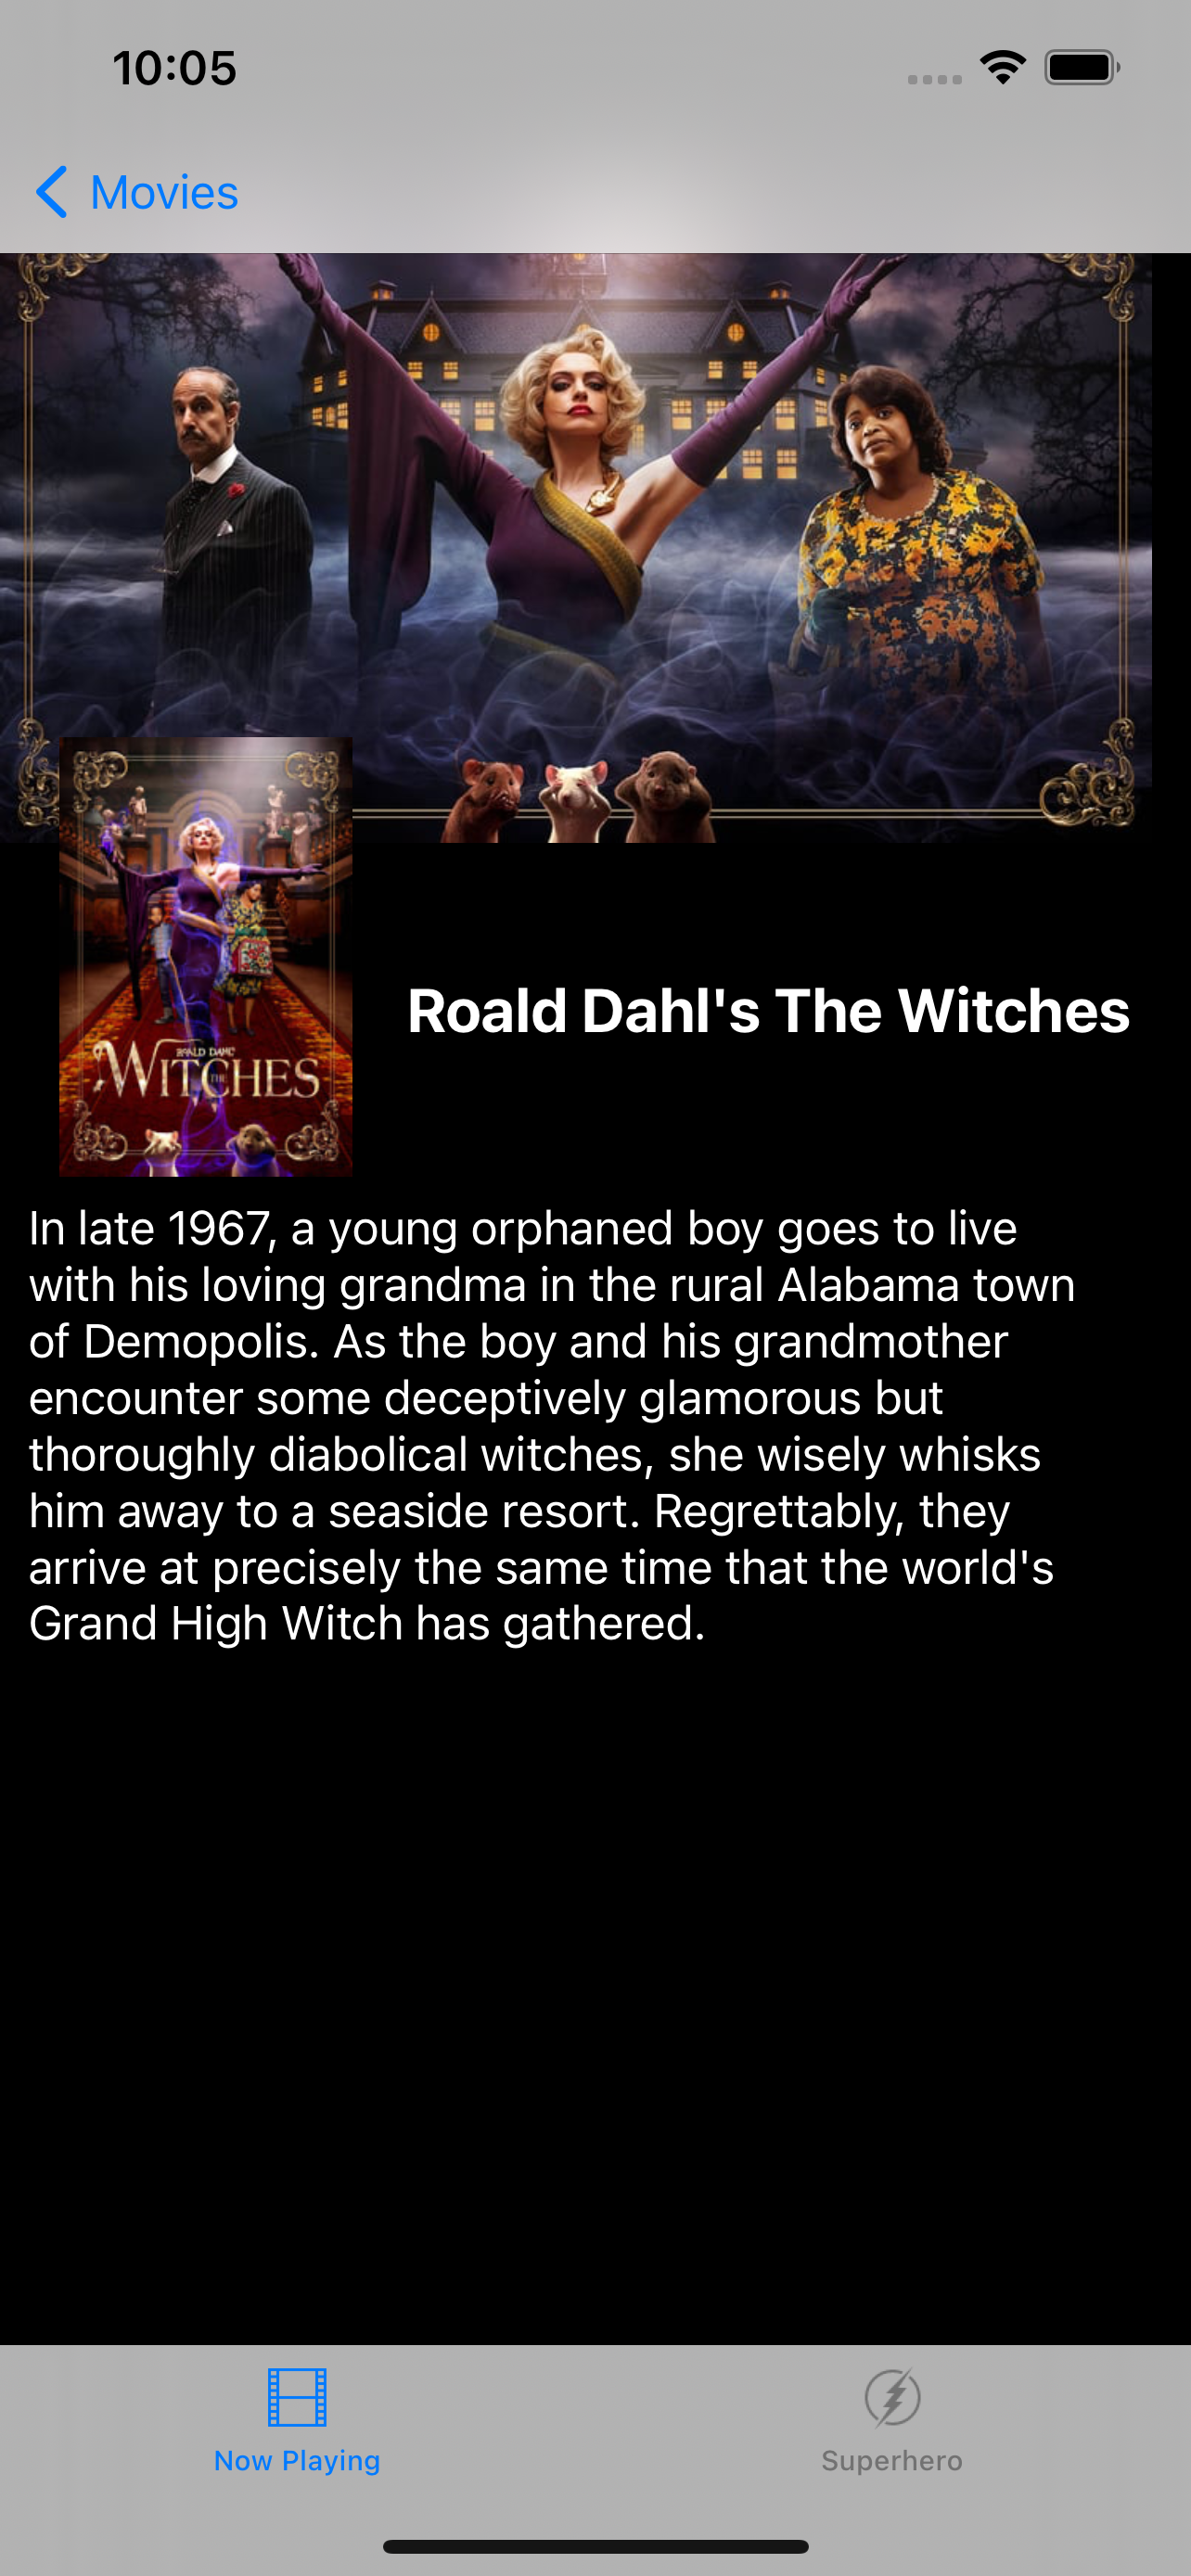 10:05
Movies
Roald Dahl's The Witches
ROALD DAHL'S
THE
WITCHES
In late 1967, a young orphaned boy goes to live
with his loving grandma in the rural Alabama town
of Demopolis. As the boy and his grandmother
encounter some deceptively glamorous but
thoroughly diabolical witches, she wisely whisks
him away to a seaside resort. Regrettably, they
arrive at precisely the same time that the world's
Grand High Witch has gathered.
Now Playing
Superhero